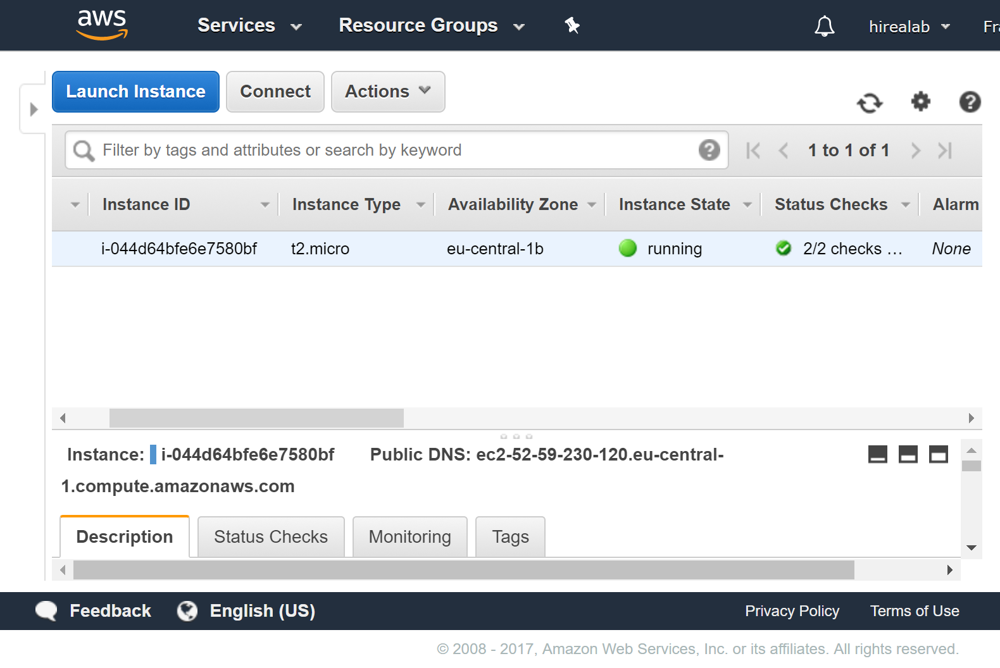 aws Services Resource Groups hirealab Fra
Launch Instance Connect Actions
Filter by tags and attributes or search by keyword 1 to 1 of 1
Instance ID Instance Type Availability Zone Instance State Status Checks Alarm
i-044d64bfe6e7580bf t2.micro eu-central-1b running 2/2 checks … None
Instance: i-044d64bfe6e7580bf Public DNS: ec2-52-59-230-120.eu-central-
1.compute.amazonaws.com
Description Status Checks Monitoring Tags
Feedback English (US) Privacy Policy Terms of Use
© 2008 - 2017, Amazon Web Services, Inc. or its affiliates. All rights reserved.